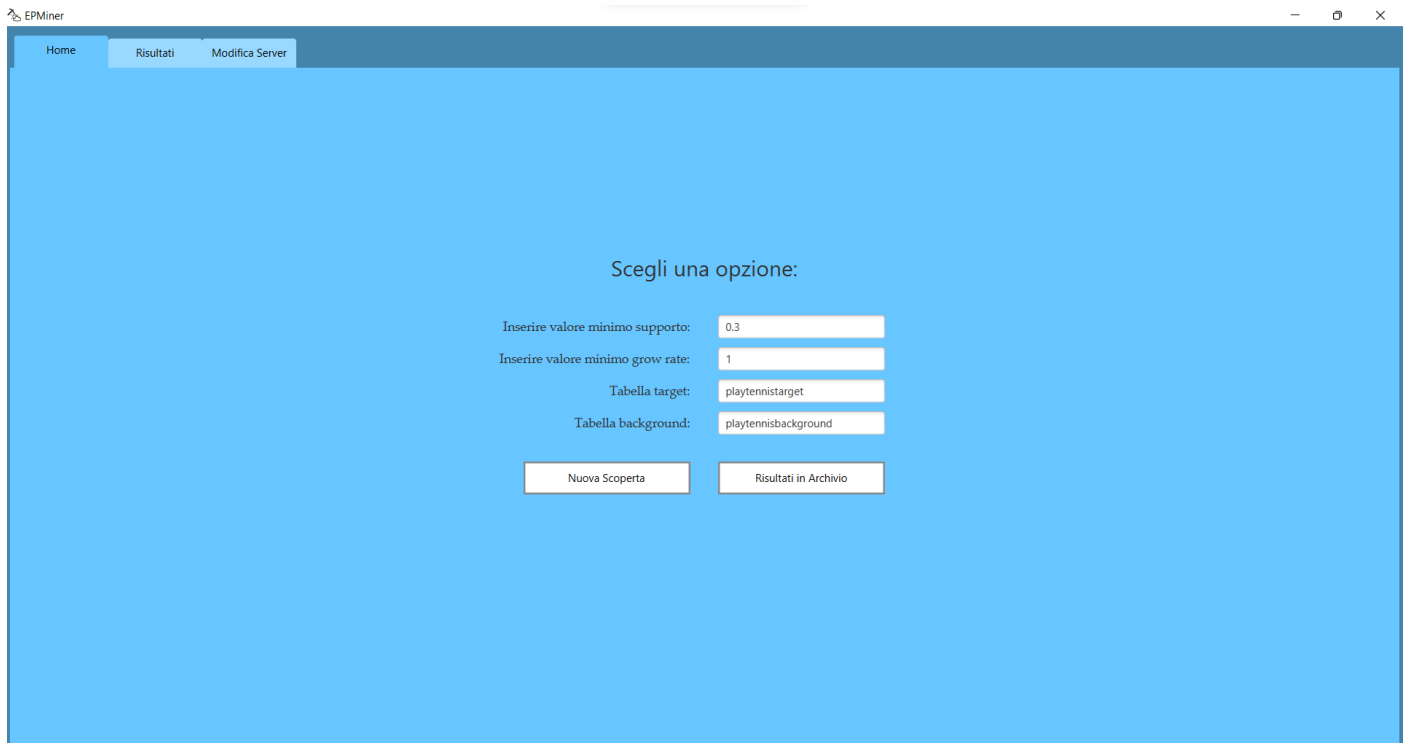 EPMiner
Home Risultati Modifica Server
Scegli una opzione:
Inserire valore minimo supporto: 0.3
Inserire valore minimo grow rate: 1
Tabella target: playtennistarget
Tabella background: playtennisbackground
Nuova Scoperta Risultati in Archivio